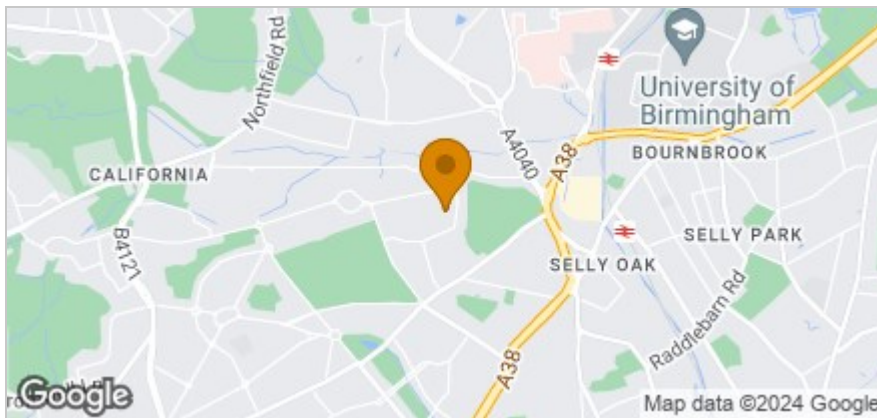 Northfield Rd
University of
Birmingham
A4040
A38
BOURNBROOK
CALIFORNIA
B4121
SELLY PARK
SELLY OAK
Raddlebarn Rd
A38
Google
Map data ©2024 Google